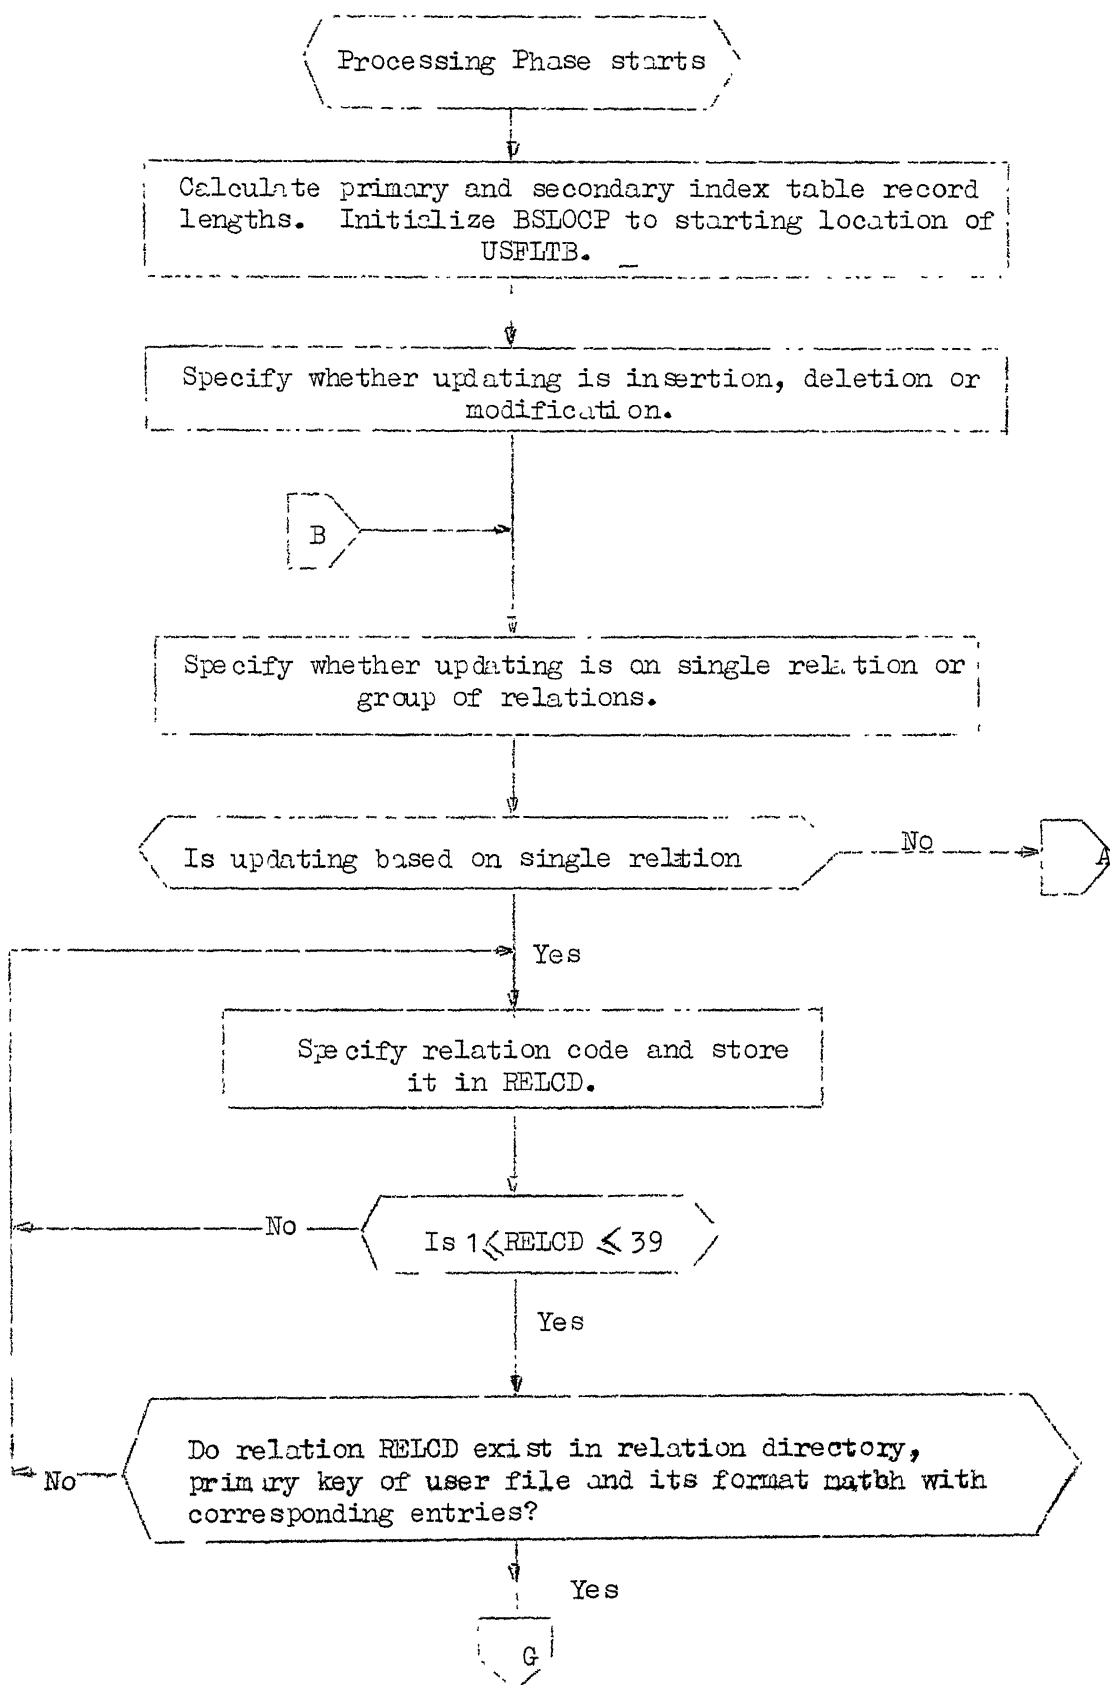 Processing Phase starts
Calculate primary and secondary index table record
lengths. Initialize BSLOCP to starting location of
USFLTB.
Specify whether updating is insertion, deletion or
modification.
B
Specify whether updating is on single relation or
group of relations.
Is updating based on single relation
No
A
Yes
Specify relation code and store
it in RELCD.
No
Is 1⩽RELCD ⩽ 39
Yes
Do relation RELCD exist in relation directory,
primary key of user file and its format match with
corresponding entries?
No
Yes
G